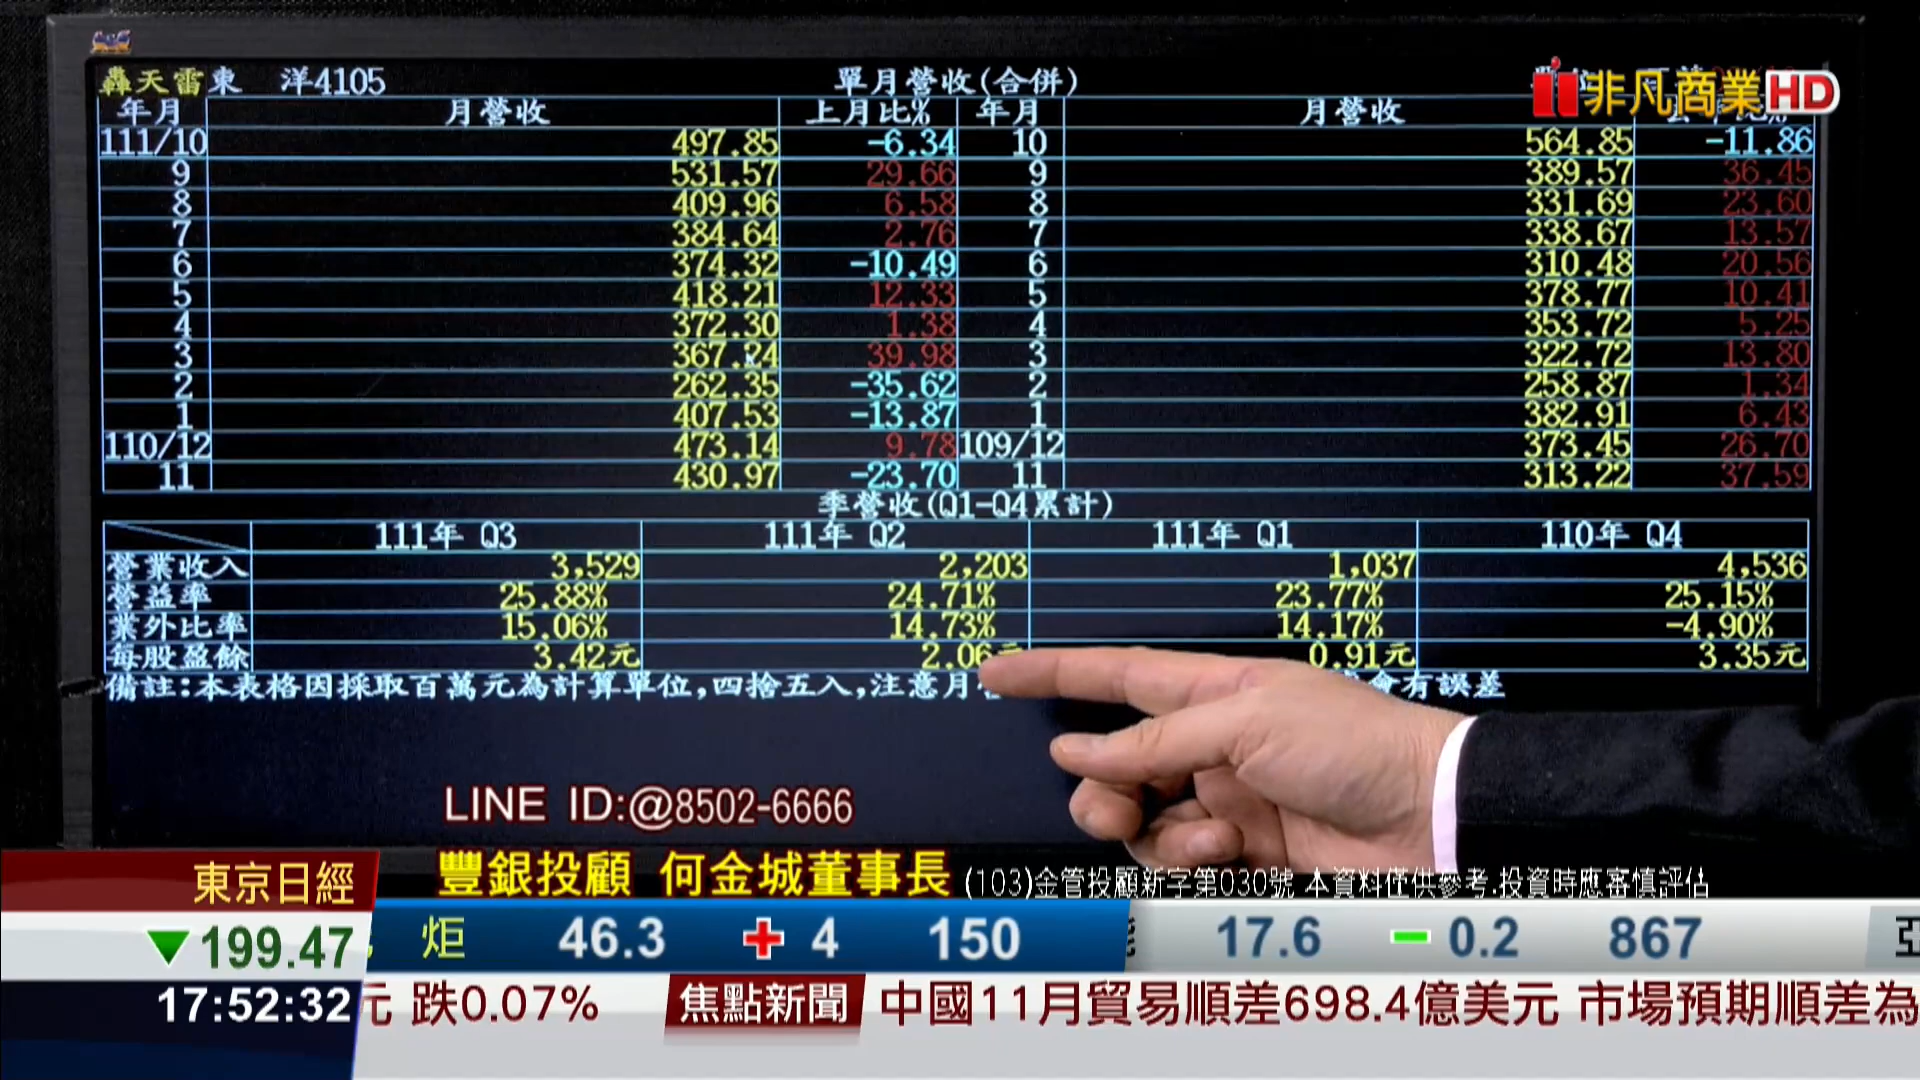 轟天雷 東 洋4105 單月營收(合併)
非凡商業HD
年月 月營收 上月比% 年月 月營收
111/10 497.85 -6.34 10 564.85 -11.86
9 531.57 29.66 9 389.57 36.45
8 409.96 6.58 8 331.69 23.60
7 384.64 2.76 7 338.67 13.57
6 374.32 -10.49 6 310.48 20.56
5 418.21 12.33 5 378.77 10.41
4 372.30 1.38 4 353.72 5.25
3 367.24 39.98 3 322.72 13.80
2 262.35 -35.62 2 258.87 1.34
1 407.53 -13.87 1 382.91 6.43
110/12 473.14 9.78 109/12 373.45 26.70
11 430.97 -23.70 11 313.22 37.59
季營收(Q1-Q4累計)
111年 Q3 111年 Q2 111年 Q1 110年 Q4
營業收入 3,529 2,203 1,037 4,536
營益率 25.88% 24.71% 23.77% 25.15%
業外比率 15.06% 14.73% 14.17% -4.90%
每股盈餘 3.42元 2.06元 0.91元 3.35元
備註:本表格因採取百萬元為計算單位,四捨五入,注意月 會有誤差
LINE ID:@8502-6666
豐銀投顧 何金城董事長 (103)金管投顧新字第030號 本資料僅供參考.投資時應審慎評估
東京日經
▼199.47
炬 46.3 + 4 150 17.6 - 0.2 867 亞
17:52:32
元 跌0.07% 焦點新聞 中國11月貿易順差698.4億美元 市場預期順差為